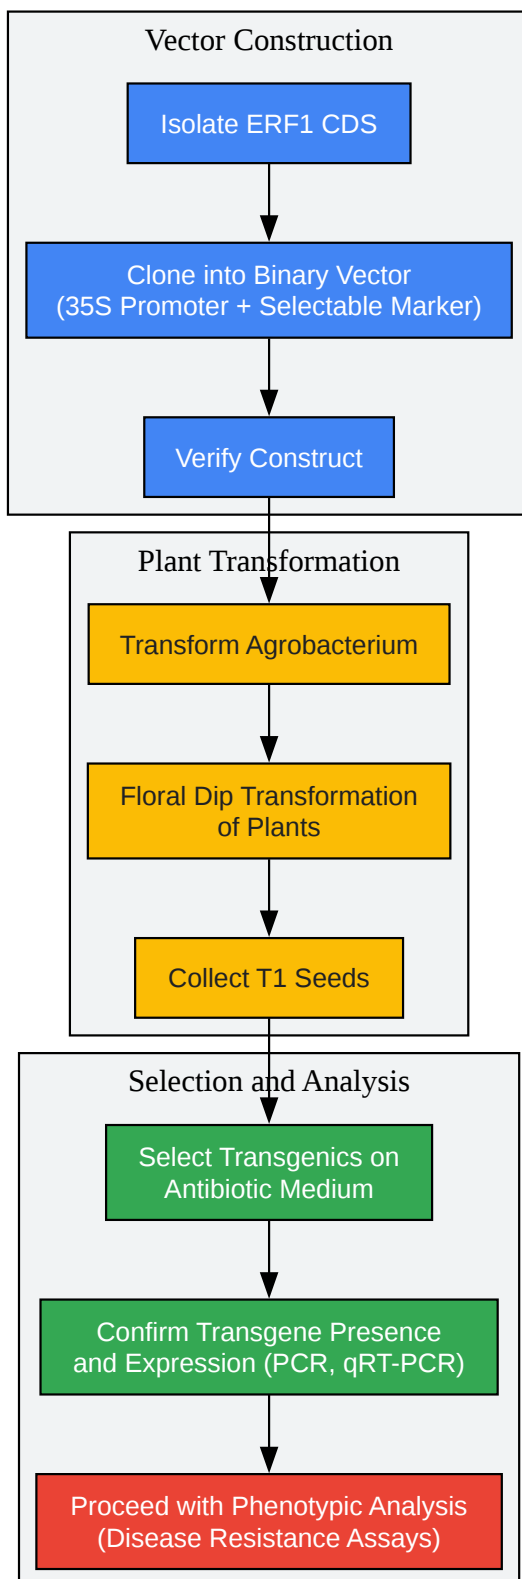 Vector Construction
Isolate ERF1 CDS
Clone into Binary Vector
(35S Promoter + Selectable Marker)
Verify Construct
Plant Transformation
Transform Agrobacterium
Floral Dip Transformation
of Plants
Collect T1 Seeds
Selection and Analysis
Select Transgenics on
Antibiotic Medium
Confirm Transgene Presence
and Expression (PCR, qRT-PCR)
Proceed with Phenotypic Analysis
(Disease Resistance Assays)